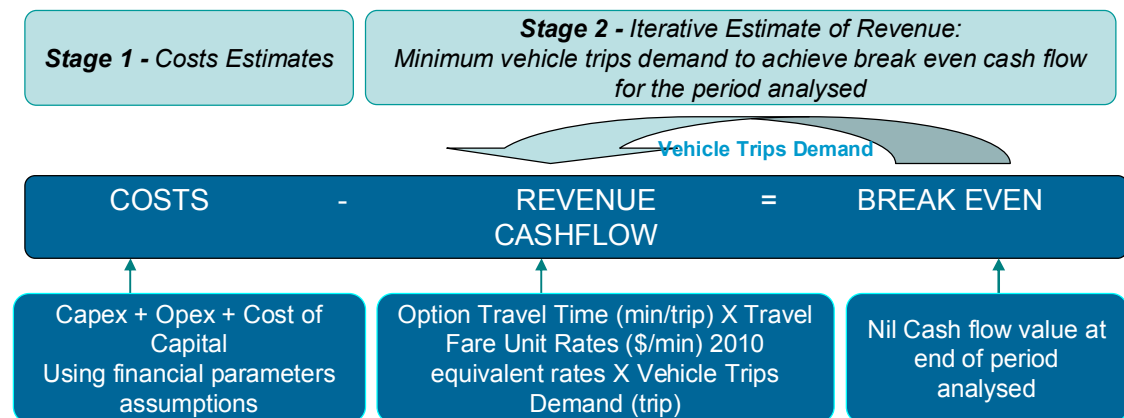 Stage 1 - Costs Estimates
Stage 2 - Iterative Estimate of Revenue:
Minimum vehicle trips demand to achieve break even cash flow
for the period analysed
Vehicle Trips Demand
COSTS - REVENUE = BREAK EVEN
CASHFLOW
Capex + Opex + Cost of
Capital
Using financial parameters
assumptions
Option Travel Time (min/trip) X Travel
Fare Unit Rates ($/min) 2010
equivalent rates X Vehicle Trips
Demand (trip)
Nil Cash flow value at
end of period
analysed